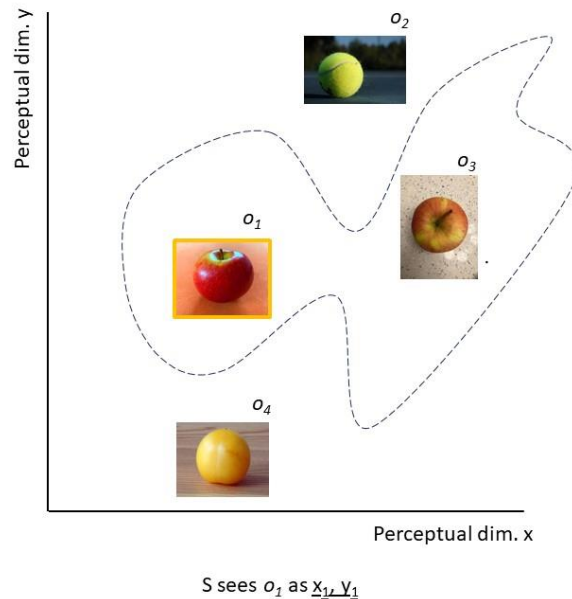 Perceptual dim. y
o2
o3
o1
o4
Perceptual dim. x
S sees o1 as x1, y1